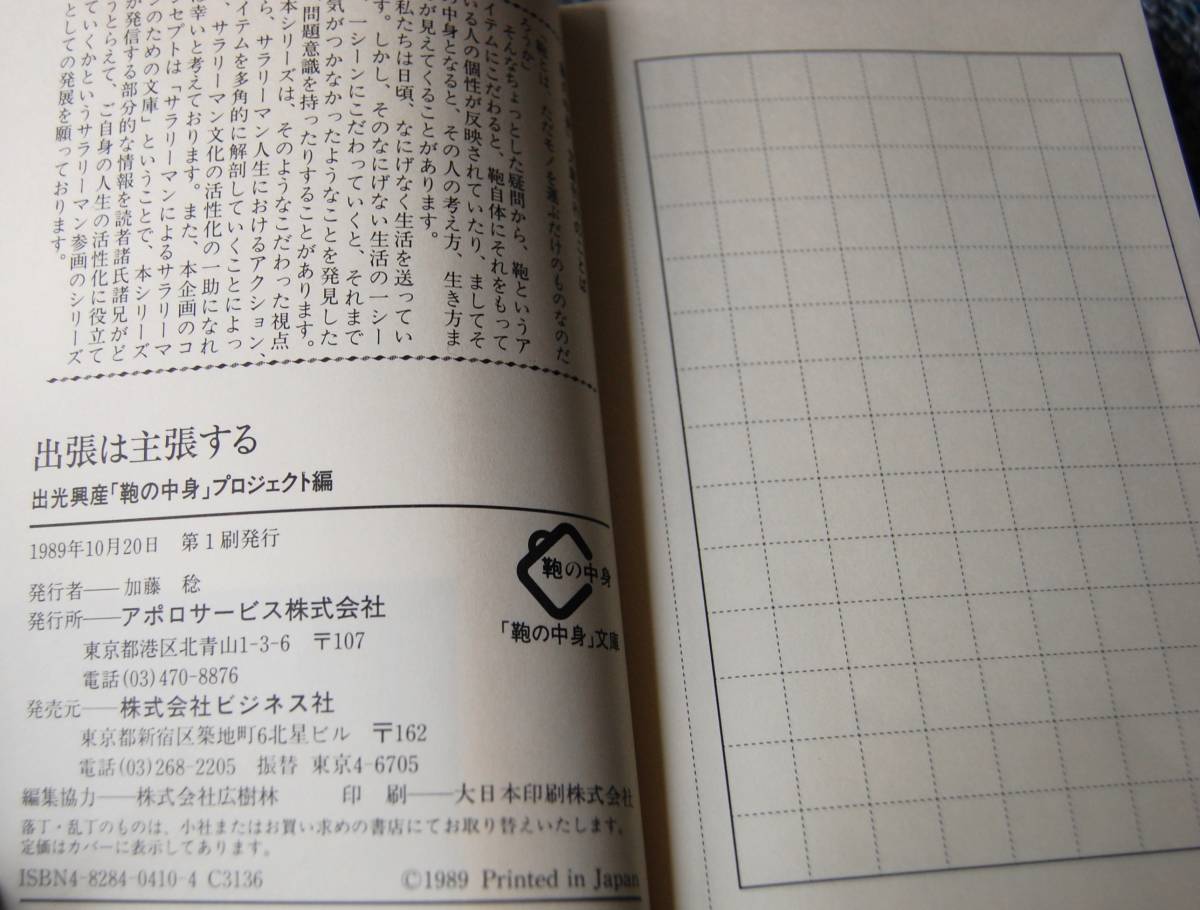 のことば
「鞄とは、ただモノを運ぶだけのものなのだ
ろうか」
そんなちょっとした疑問から、鞄というア
イテムにこだわると、鞄自体にそれをもって
いる人の個性が反映されていたり、ましてそ
の中身となると、その人の考え方、生き方ま
が見えてくることがあります。
私たちは日頃、なにげなく生活を送ってい
す。しかし、そのなにげない生活の一シー
、一シーンにこだわっていくと、それまで
気がつかなかったようなことを発見した
、問題意識を持ったりすることがあります。
本シリーズは、そのようなこだわった視点
ら、サラリーマン人生におけるアクション、
イテムを多角的に解剖していくことによっ
、サラリーマン文化の活性化の一助になれ
は幸いと考えております。また、本企画のコ
セプトは「サラリーマンによるサラリーマ
ンのための文庫」ということで、本シリーズ
が発信する部分的な情報を読者諸氏諸兄がど
うとらえて、ご自身の人生の活性化に役立て
ていくかというサラリーマン参画のシリーズ
としての発展を願っております。
出張は主張する
出光興産「鞄の中身」プロジェクト編
1989年10月20日 第1刷発行
発行者――加藤 稔
発行所――アポロサービス株式会社
東京都港区北青山1-3-6 〒107
電話(03)470-8876
発売元――株式会社ビジネス社
東京都新宿区築地町6北星ビル 〒162
電話(03)268-2205 振替 東京4-6705
編集協力――株式会社広樹林 印 刷――大日本印刷株式会社
落丁・乱丁のものは、小社またはお買い求めの書店にてお取り替えいたします。
定価はカバーに表示してあります。
ISBN4-8284-0410-4 C3136 ©1989 Printed in Japan
鞄の中身
「鞄の中身」文庫